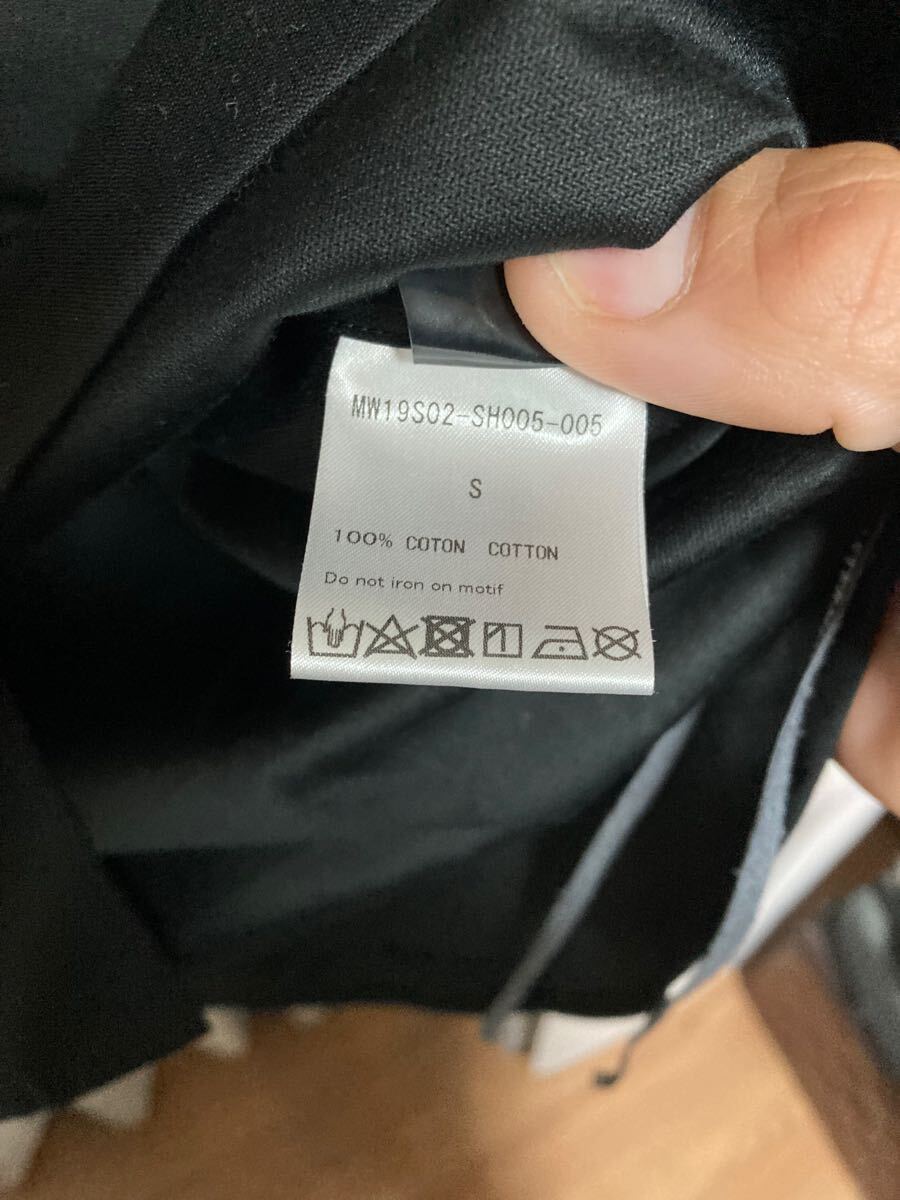 MW19S02-SH005-005
S
100% COTON COTTON
Do not iron on motif